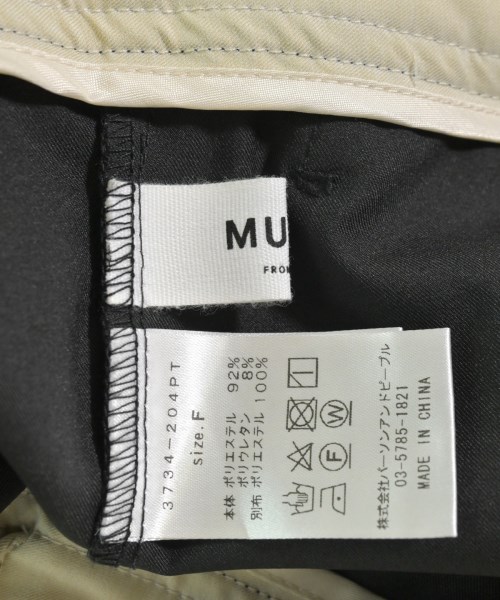 MU
FROM
3734-204PT
size. F
本体 ポリエステル 92%
ポリウレタン 8%
別布 ポリエステル 100%
W
F
株式会社パーソンアンドピープル
03-5785-1821
MADE IN CHINA